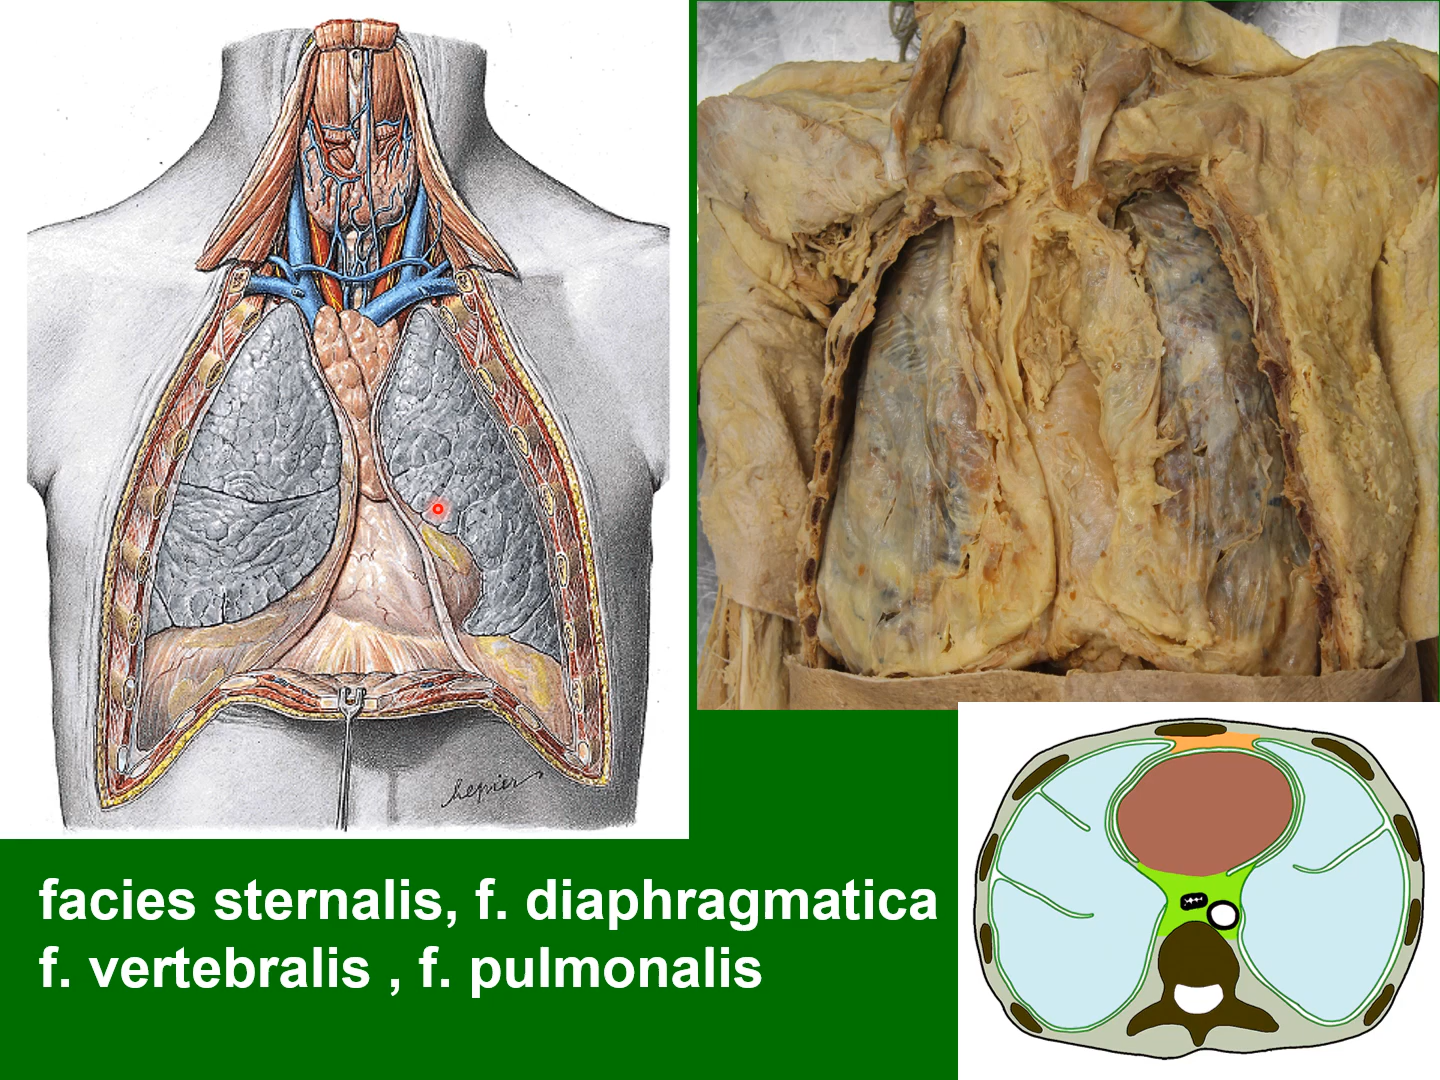 facies sternalis, f. diaphragmatica
f. vertebralis , f. pulmonalis